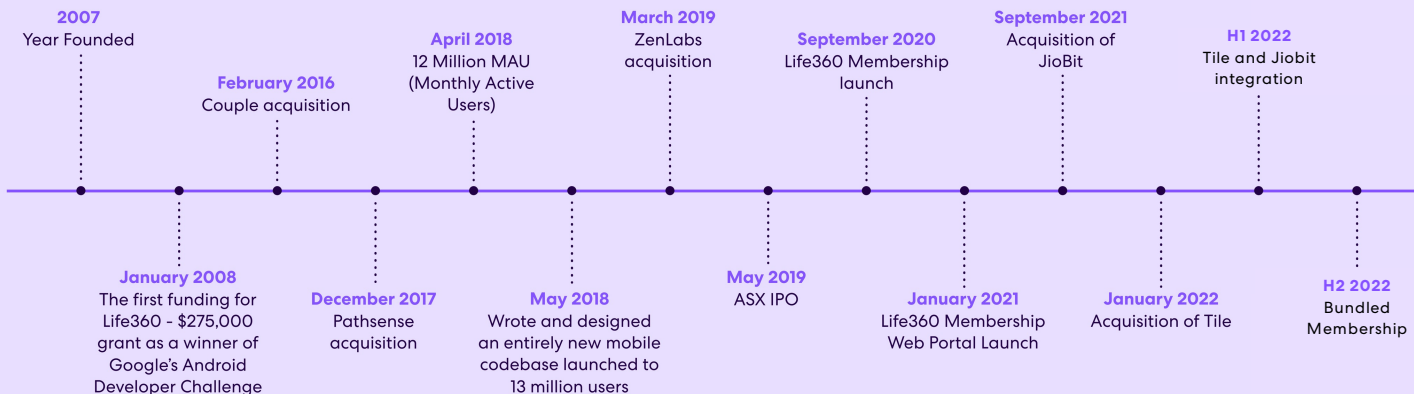 2007
Year Founded
January 2008
The first funding for
Life360 - $275,000
grant as a winner of
Google's Android
Developer Challenge
February 2016
Couple acquisition
December 2017
Pathsense
acquisition
April 2018
12 Million MAU
(Monthly Active
Users)
May 2018
Wrote and designed
an entirely new mobile
codebase launched to
13 million users
March 2019
ZenLabs
acquisition
May 2019
ASX IPO
September 2020
Life360 Membership
launch
January 2021
Life360 Membership
Web Portal Launch
September 2021
Acquisition of
JioBit
January 2022
Acquisition of Tile
H1 2022
Tile and Jiobit
integration
H2 2022
Bundled
Membership